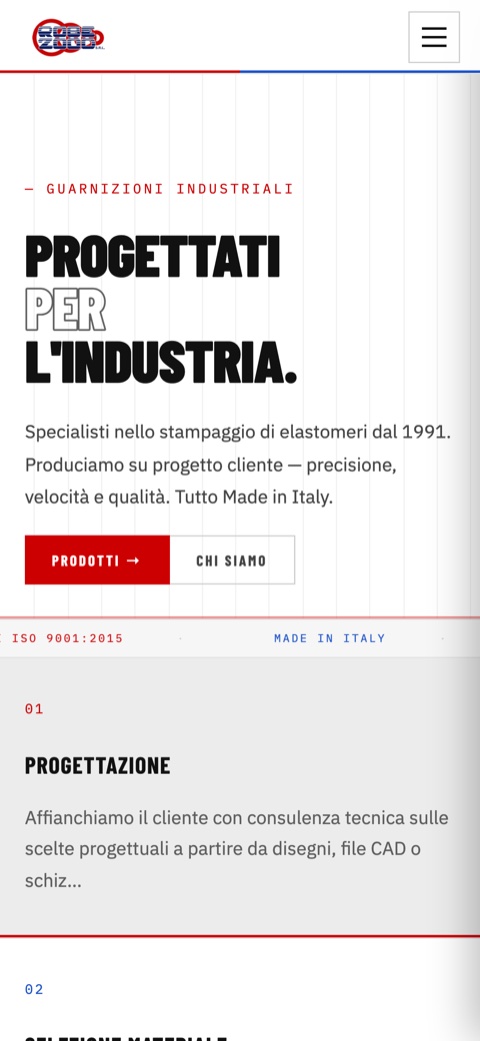 — GUARNIZIONI INDUSTRIALI
PROGETTATI
PER
L'INDUSTRIA.
Specialisti nello stampaggio di elastomeri dal 1991.
Produciamo su progetto cliente — precisione,
velocità e qualità. Tutto Made in Italy.
PRODOTTI → CHI SIAMO
ISO 9001:2015 · MADE IN ITALY ·
01
PROGETTAZIONE
Affianchiamo il cliente con consulenza tecnica sulle
scelte progettuali a partire da disegni, file CAD o
schiz...
02
SELEZIONE MATERIALE